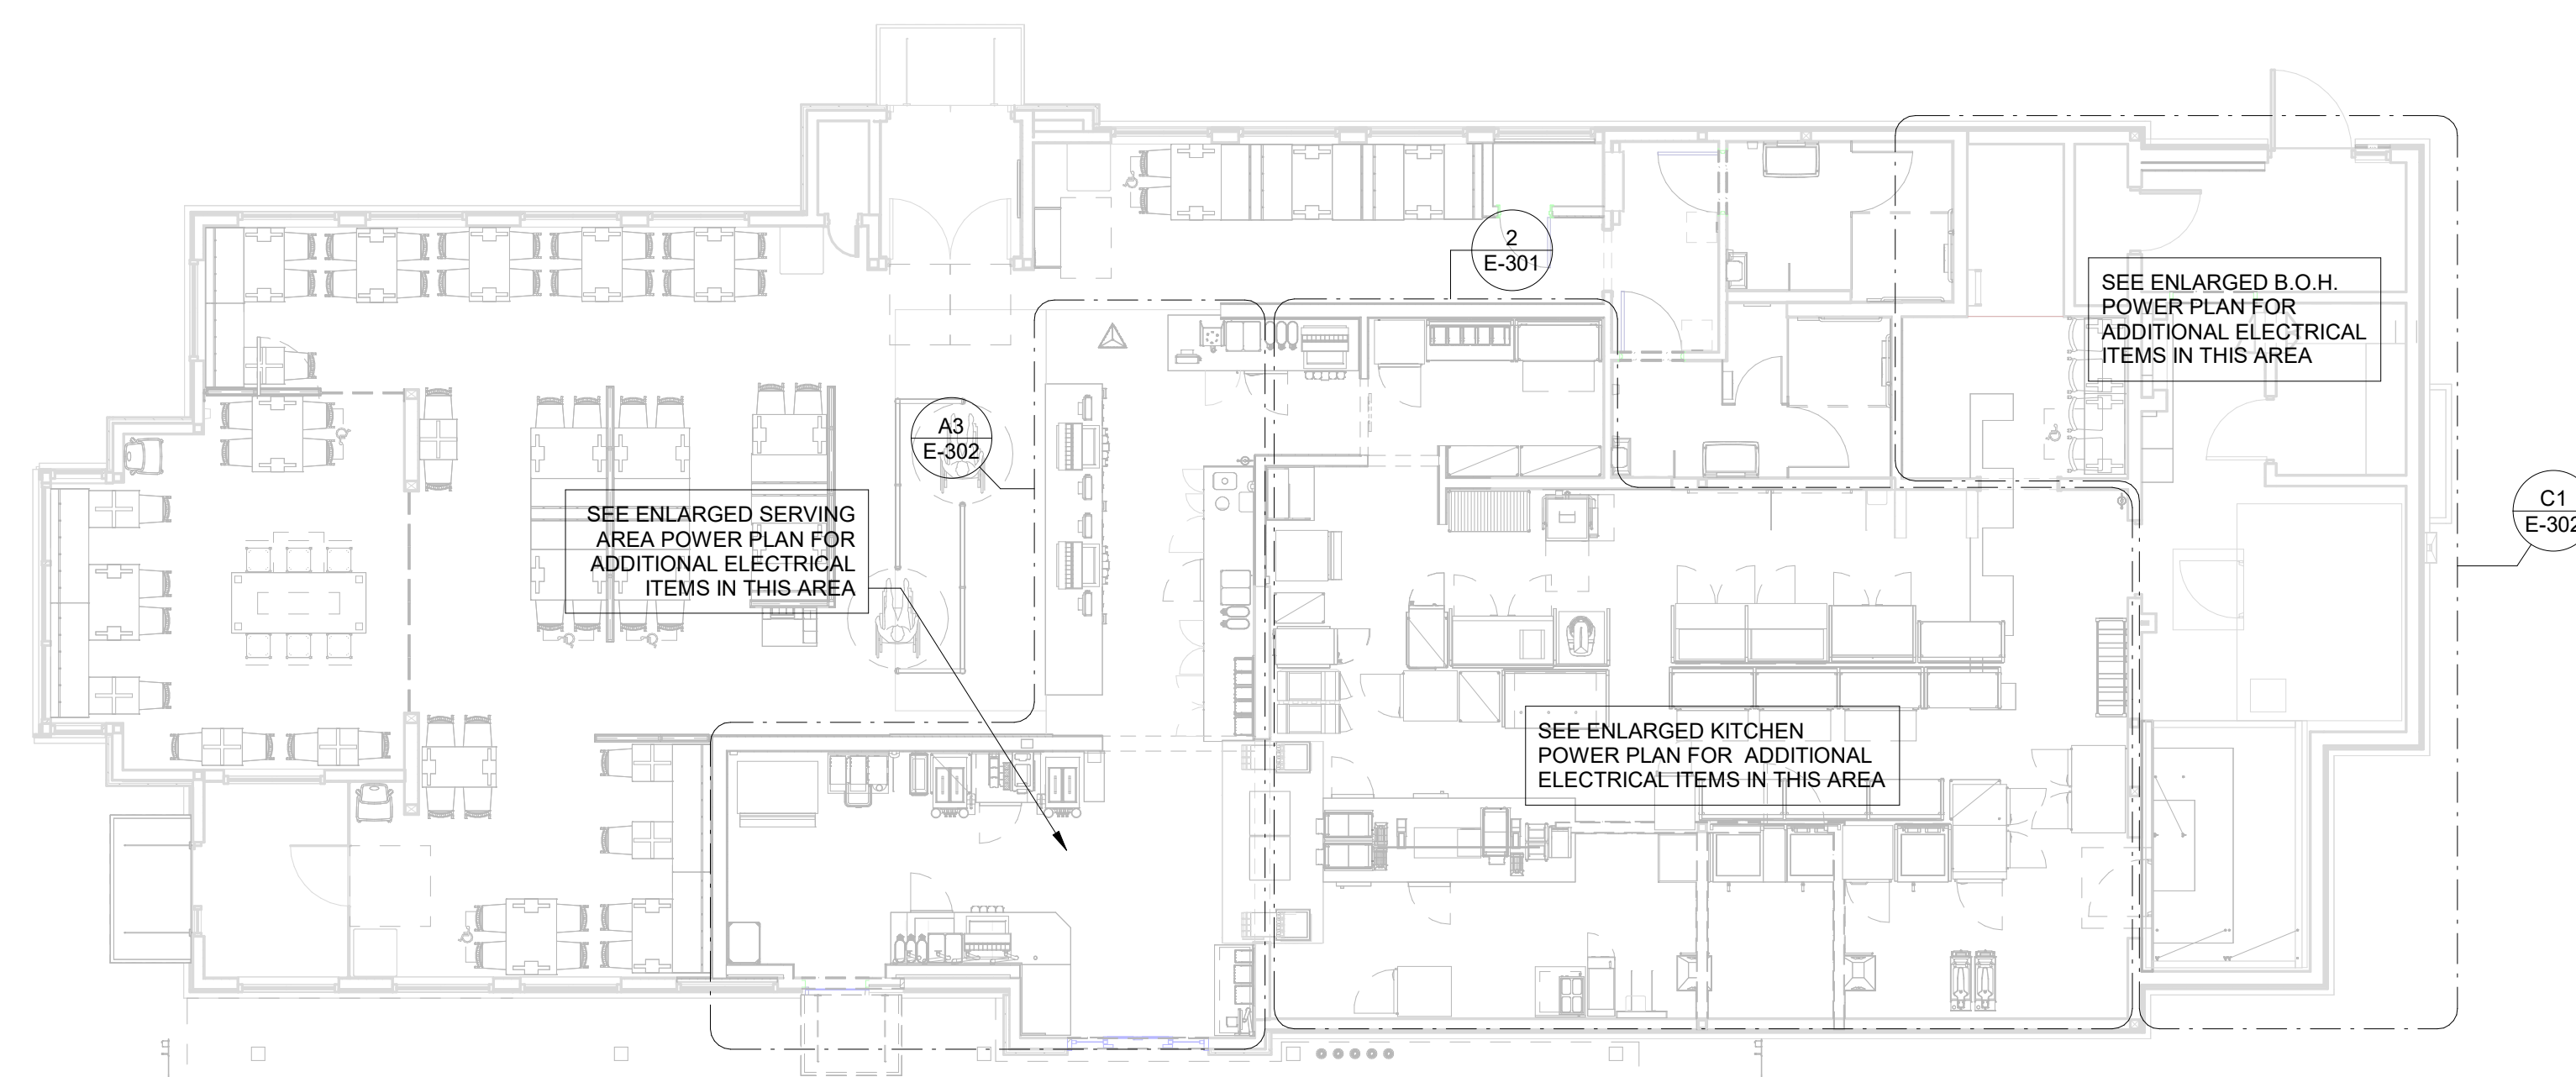 2
E-301
SEE ENLARGED B.O.H.
POWER PLAN FOR
ADDITIONAL ELECTRICAL
ITEMS IN THIS AREA
A3
E-302
SEE ENLARGED SERVING
AREA POWER PLAN FOR
ADDITIONAL ELECTRICAL
ITEMS IN THIS AREA
C1
E-302
SEE ENLARGED KITCHEN
POWER PLAN FOR ADDITIONAL
ELECTRICAL ITEMS IN THIS AREA